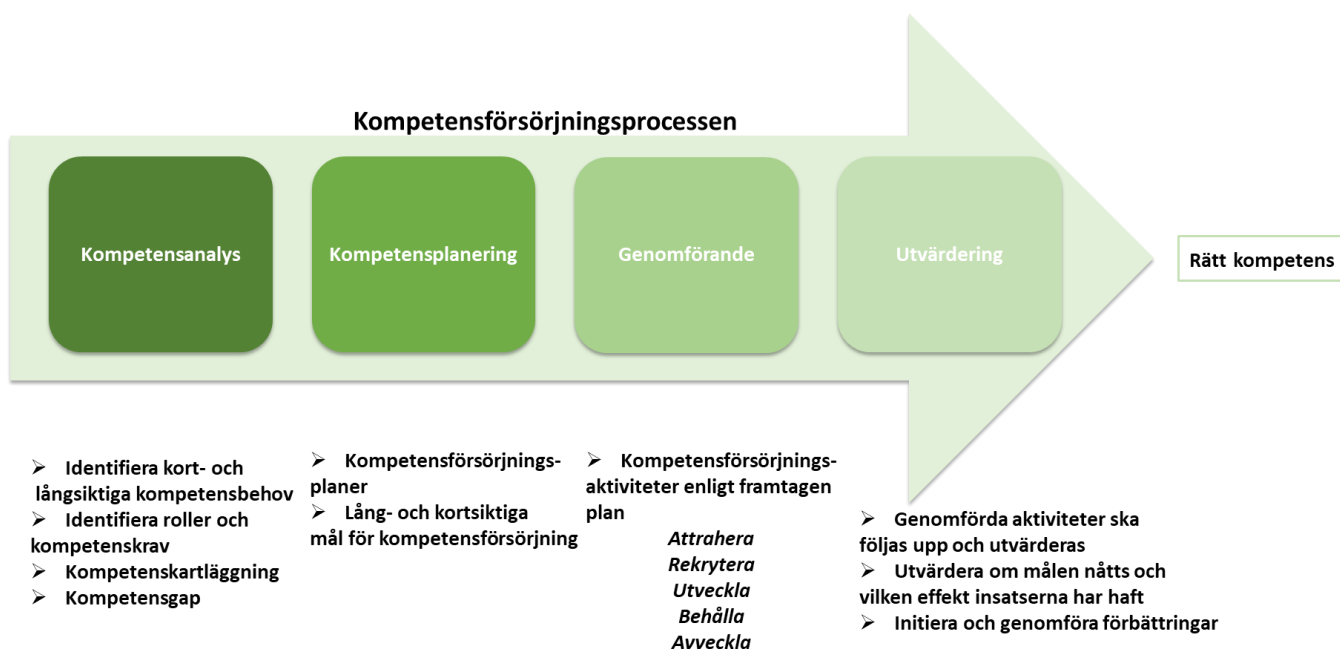 Kompetensförsörjningsprocessen
Kompetensanalys
Kompetensplanering
Genomförande
Utvärdering
Rätt kompetens
➢ Identifiera kort- och
långsiktiga kompetensbehov
➢ Identifiera roller och
kompetenskrav
➢ Kompetenskartläggning
➢ Kompetensgap
➢ Kompetensförsörjnings-
planer
➢ Lång- och kortsiktiga
mål för kompetensförsörjning
➢ Kompetensförsörjnings-
aktiviteter enligt framtagen
plan
Attrahera
Rekrytera
Utveckla
Behålla
Avveckla
➢ Genomförda aktiviteter ska
följas upp och utvärderas
➢ Utvärdera om målen nåtts och
vilken effekt insatserna har haft
➢ Initiera och genomföra förbättringar